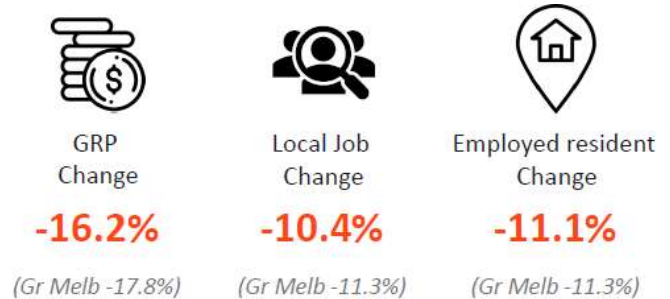 $
GRP
Change
-16.2%
(Gr Melb -17.8%)
Local Job
Change
-10.4%
(Gr Melb -11.3%)
Employed resident
Change
-11.1%
(Gr Melb -11.3%)